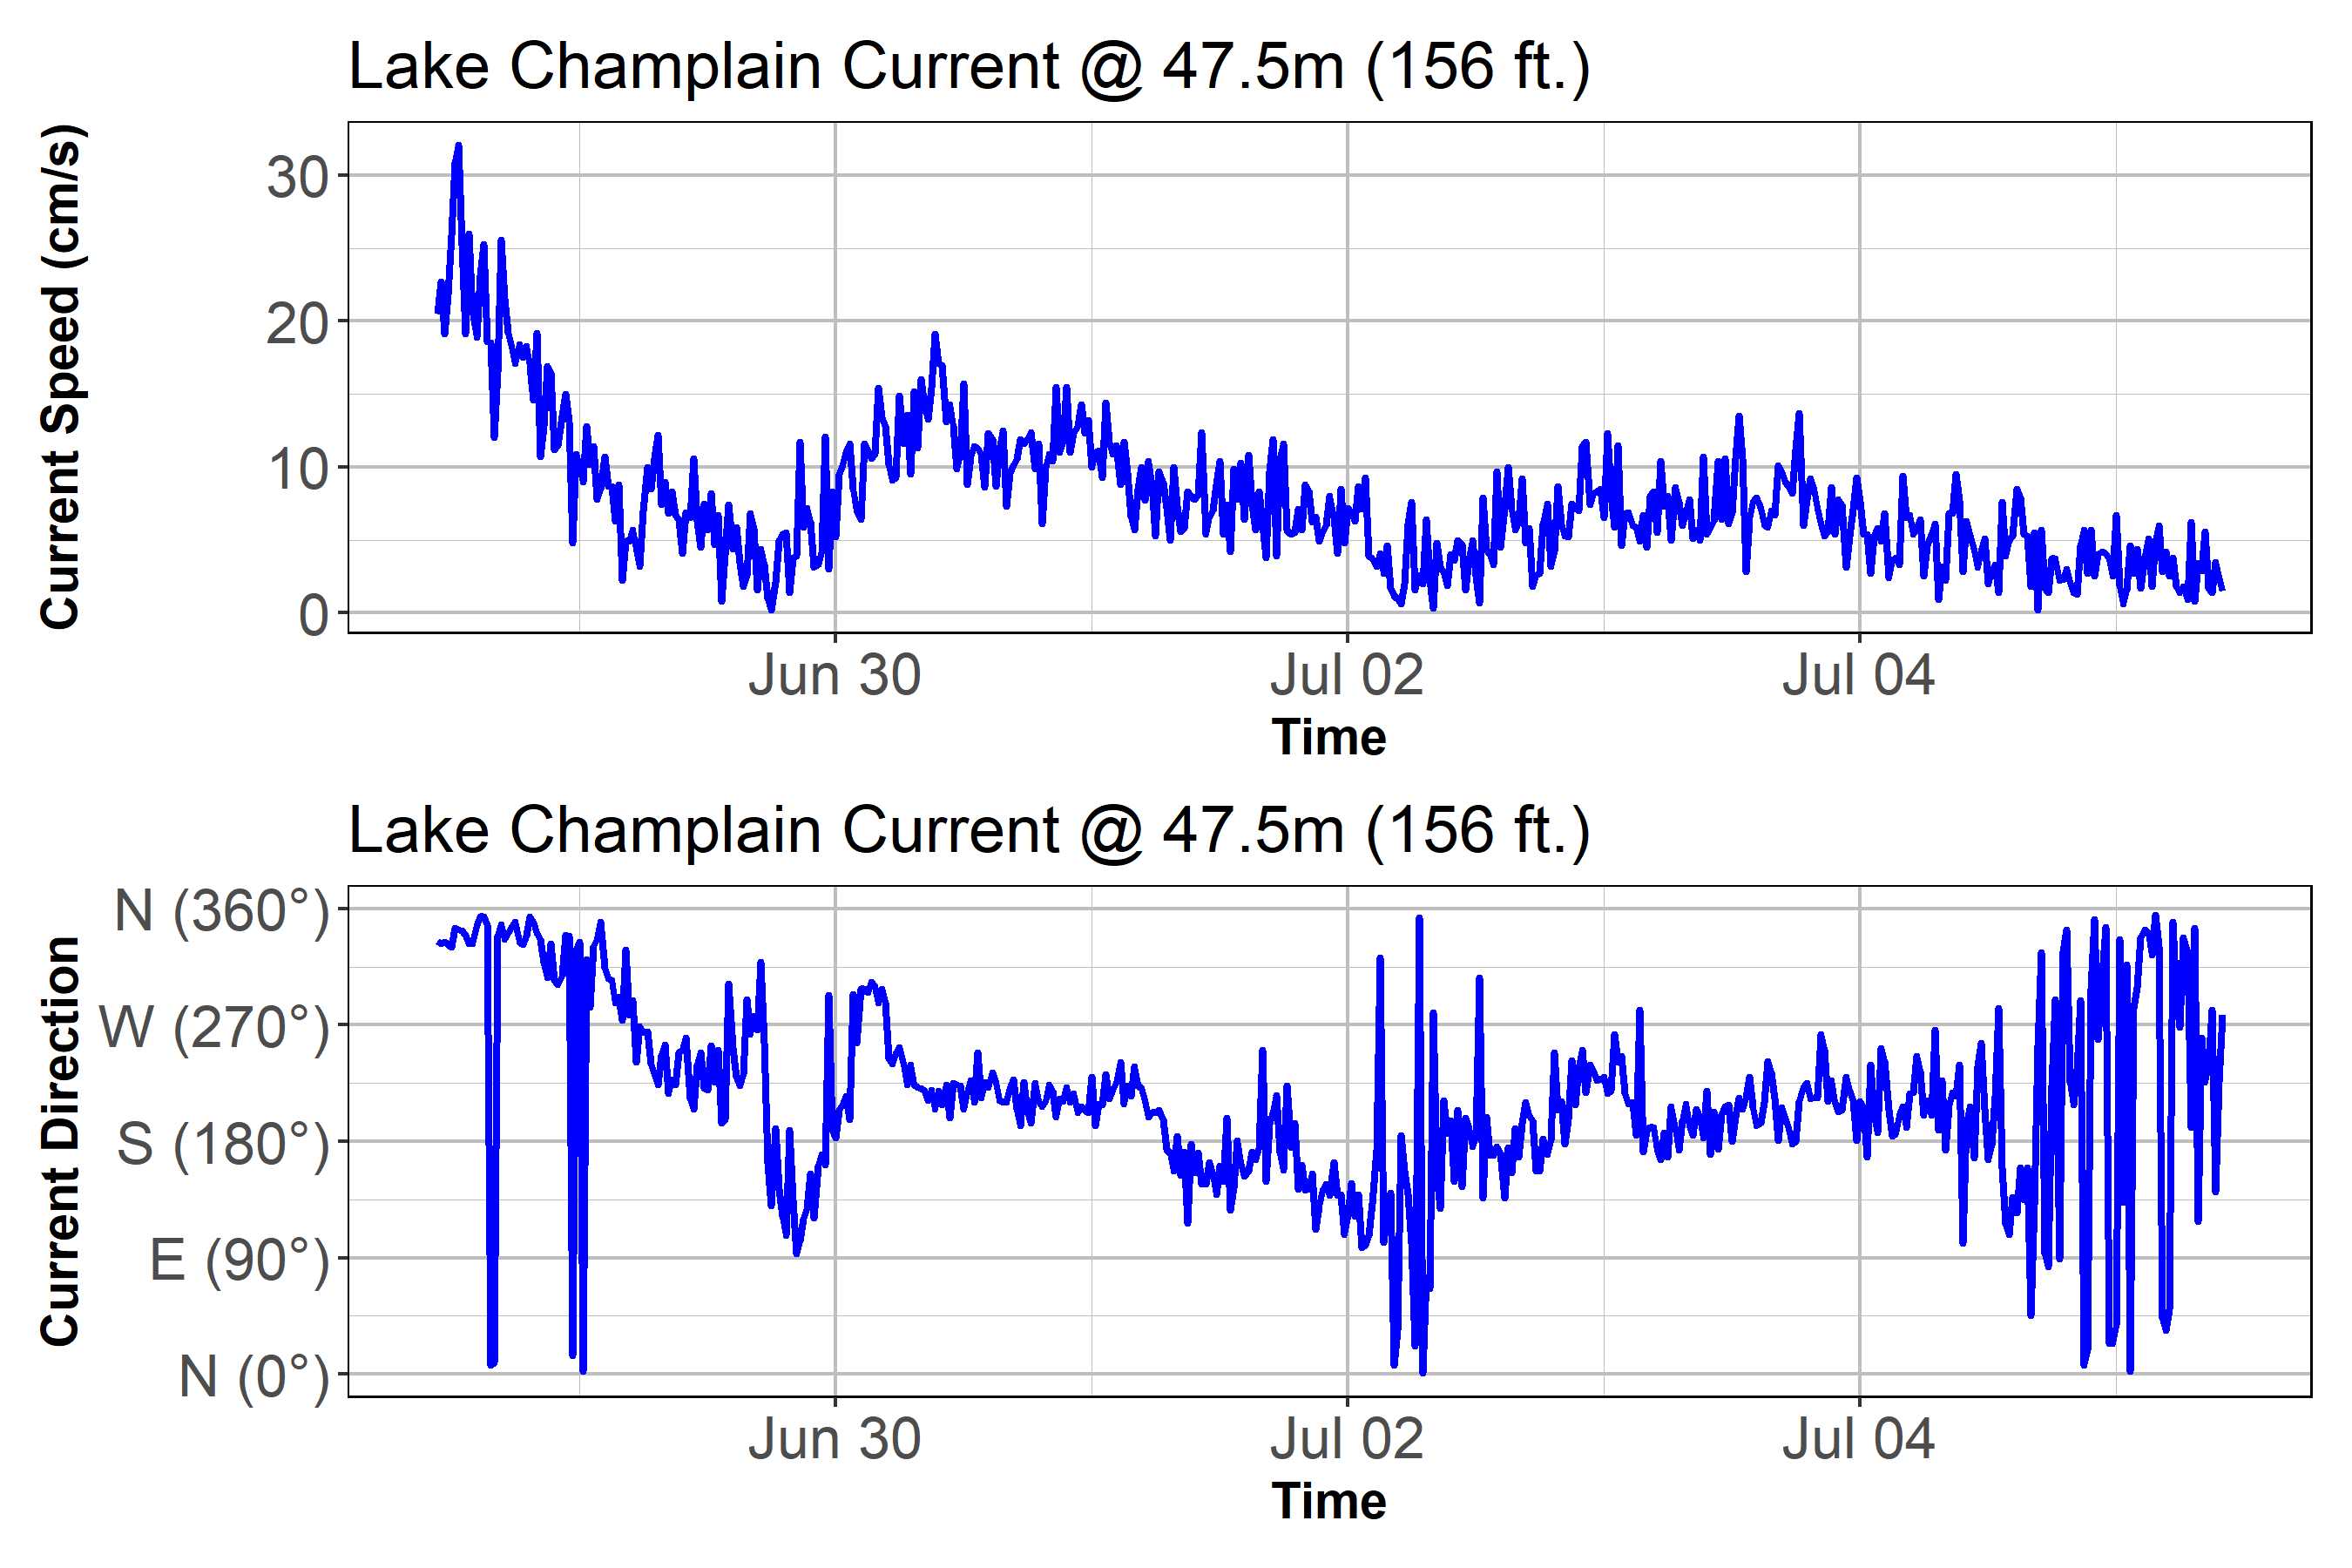 Lake Champlain Current @ 47.5m (156 ft.)
Current Speed (cm/s)
30
20
10
0
Jun 30 Jul 02 Jul 04
Time
Lake Champlain Current @ 47.5m (156 ft.)
Current Direction
N (360°)
W (270°)
S (180°)
E (90°)
N (0°)
Jun 30 Jul 02 Jul 04
Time